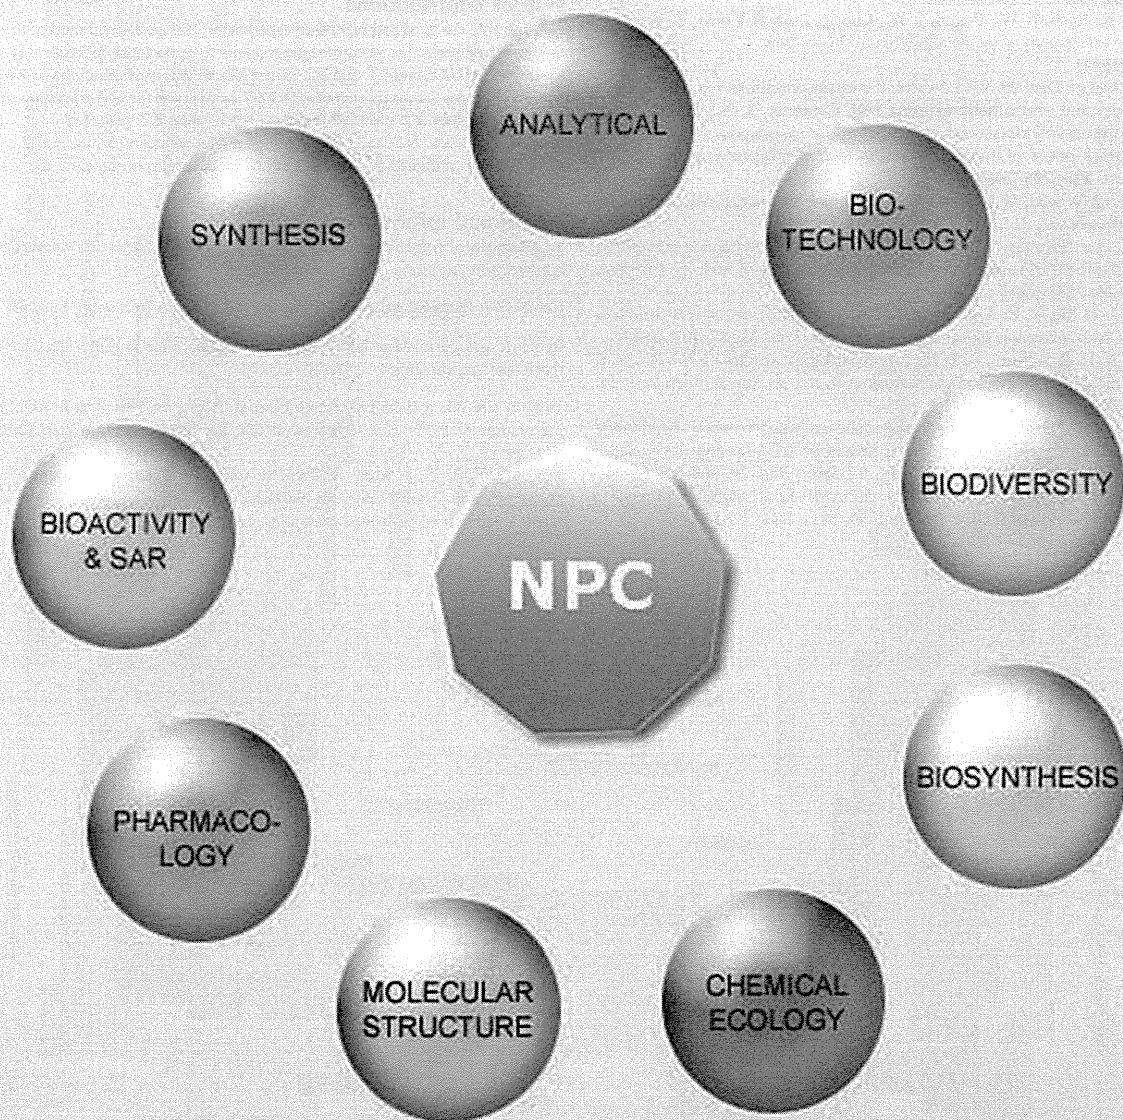 ANALYTICAL
BIO-
TECHNOLOGY
BIODIVERSITY
BIOSYNTHESIS
CHEMICAL
ECOLOGY
MOLECULAR
STRUCTURE
PHARMACO-
LOGY
BIOACTIVITY
& SAR
SYNTHESIS
NPC